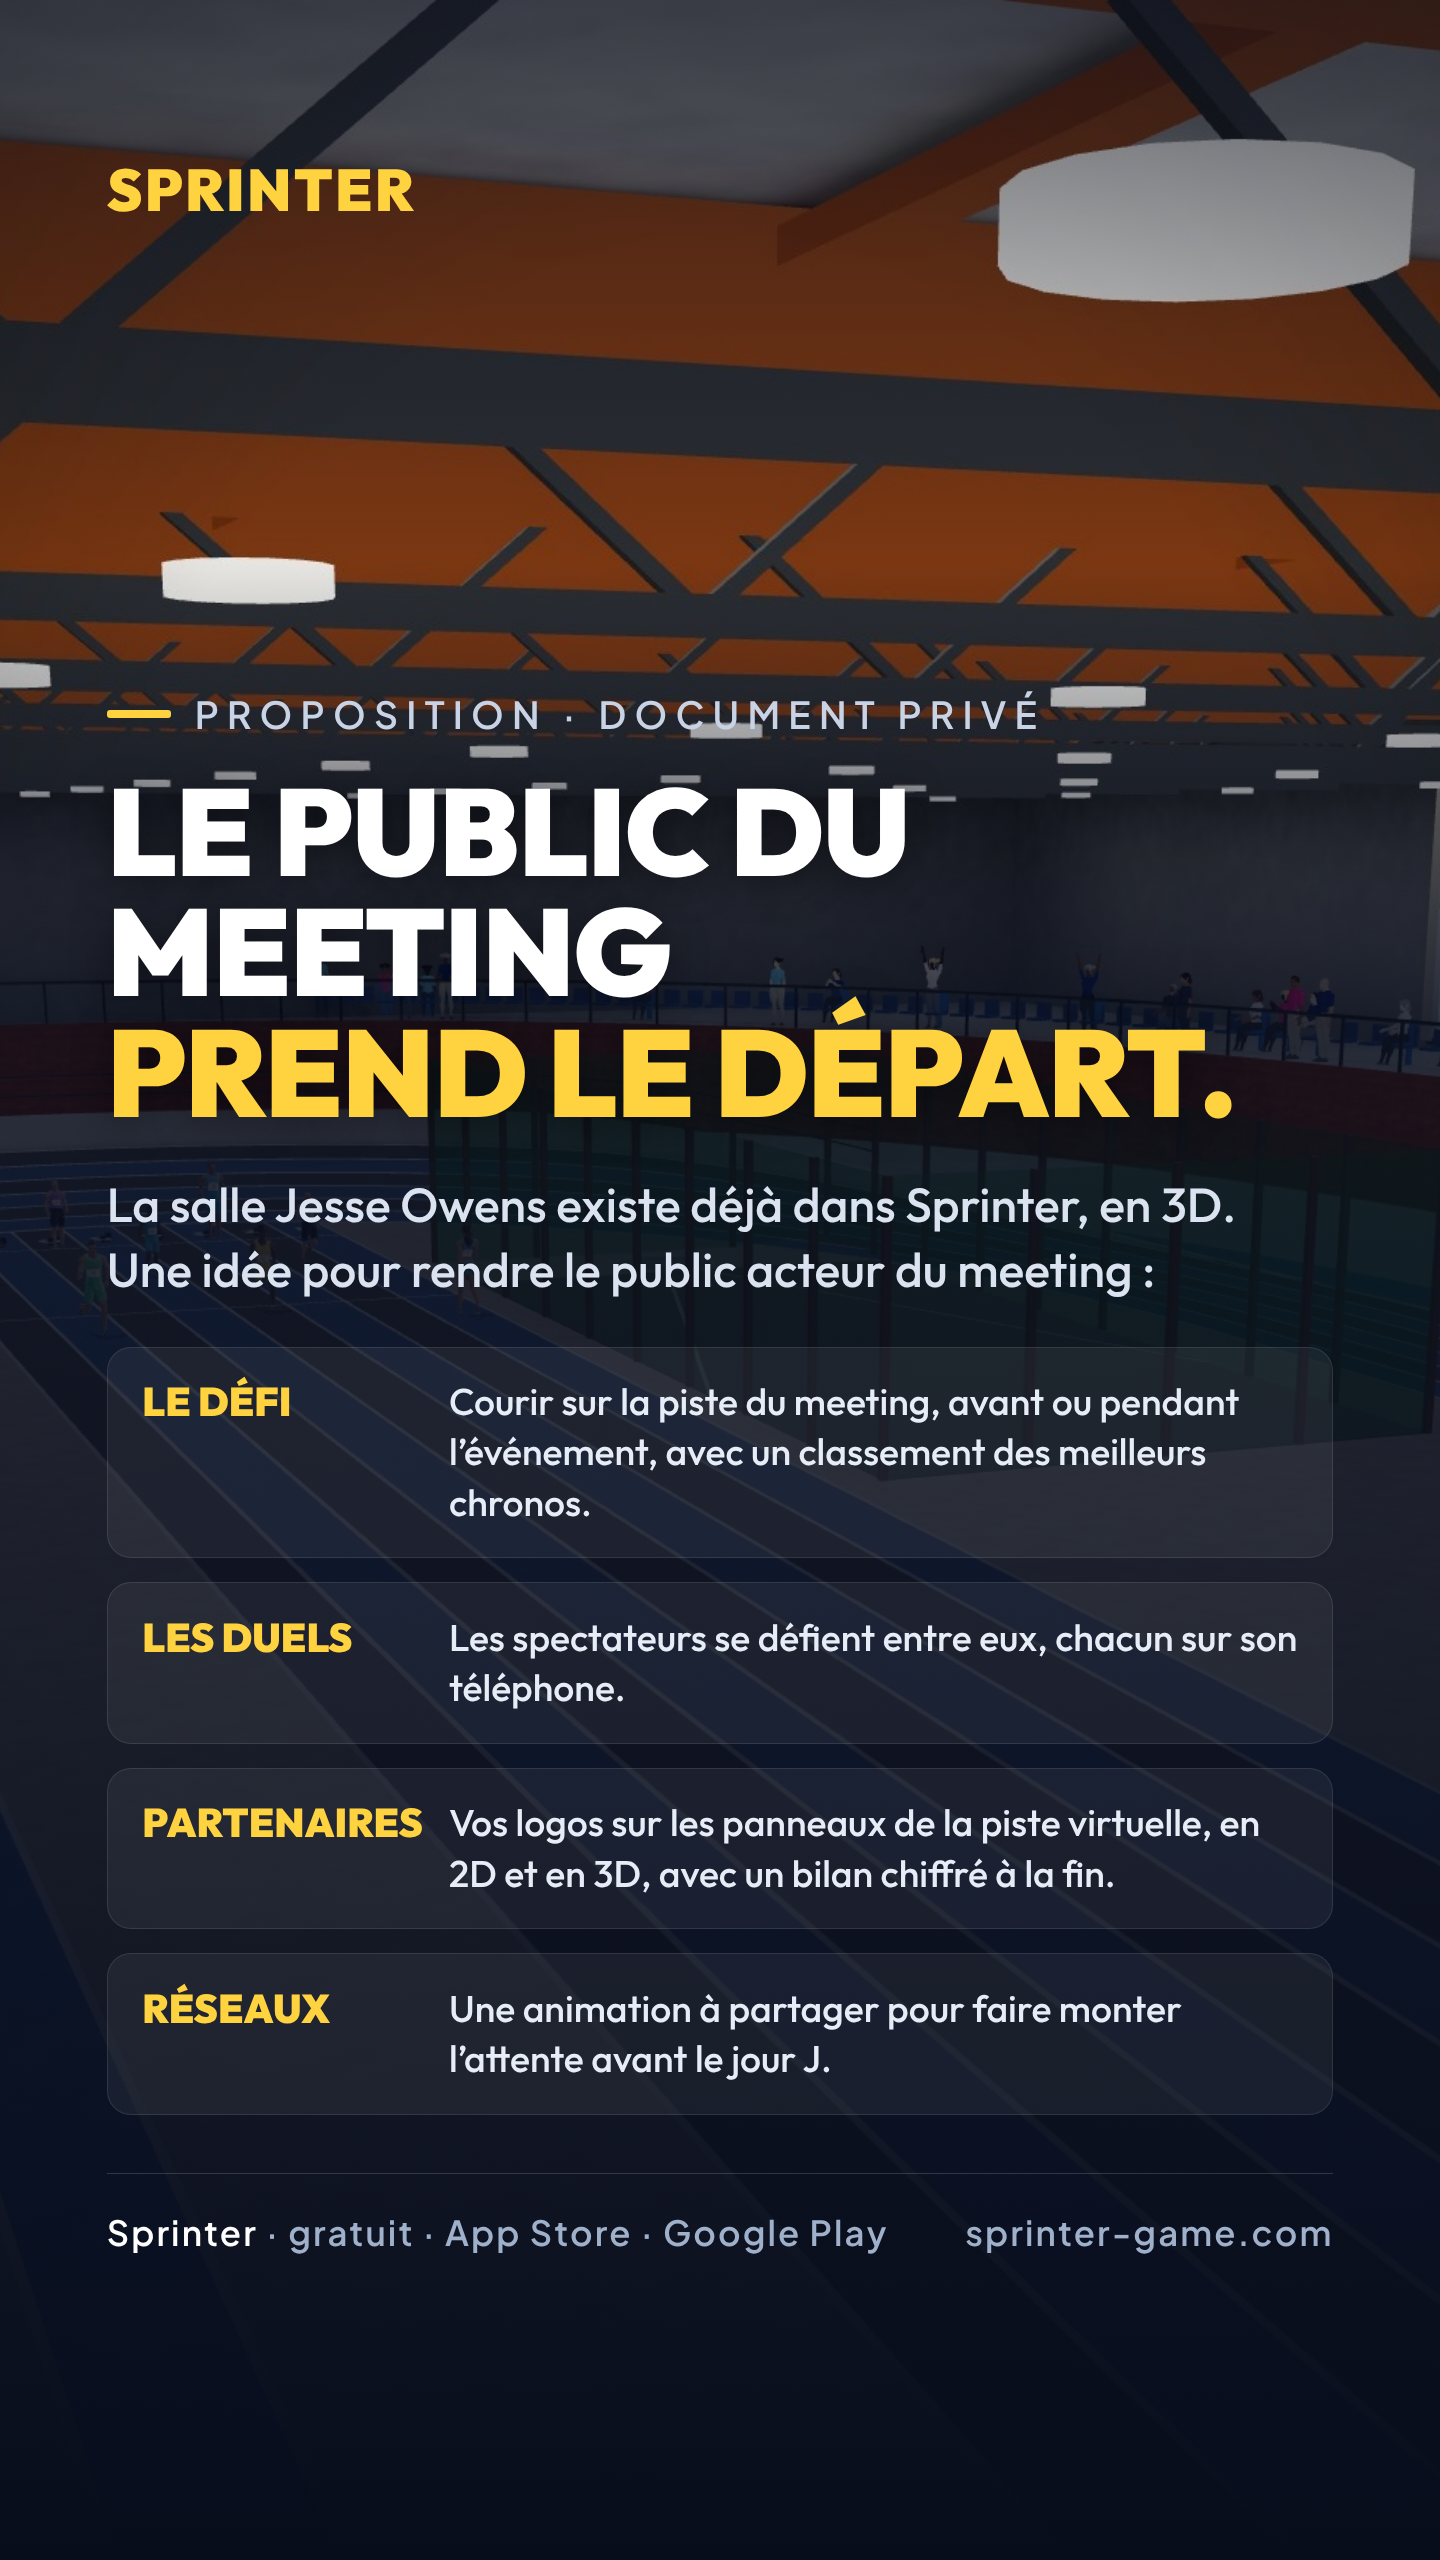 SPRINTER
PROPOSITION · DOCUMENT PRIVÉ
LE PUBLIC DU
MEETING
PREND LE DÉPART.
La salle Jesse Owens existe déjà dans Sprinter, en 3D.
Une idée pour rendre le public acteur du meeting :
LE DÉFI
Courir sur la piste du meeting, avant ou pendant
l’événement, avec un classement des meilleurs
chronos.
LES DUELS
Les spectateurs se défient entre eux, chacun sur son
téléphone.
PARTENAIRES
Vos logos sur les panneaux de la piste virtuelle, en
2D et en 3D, avec un bilan chiffré à la fin.
RÉSEAUX
Une animation à partager pour faire monter
l’attente avant le jour J.
Sprinter · gratuit · App Store · Google Play
sprinter-game.com